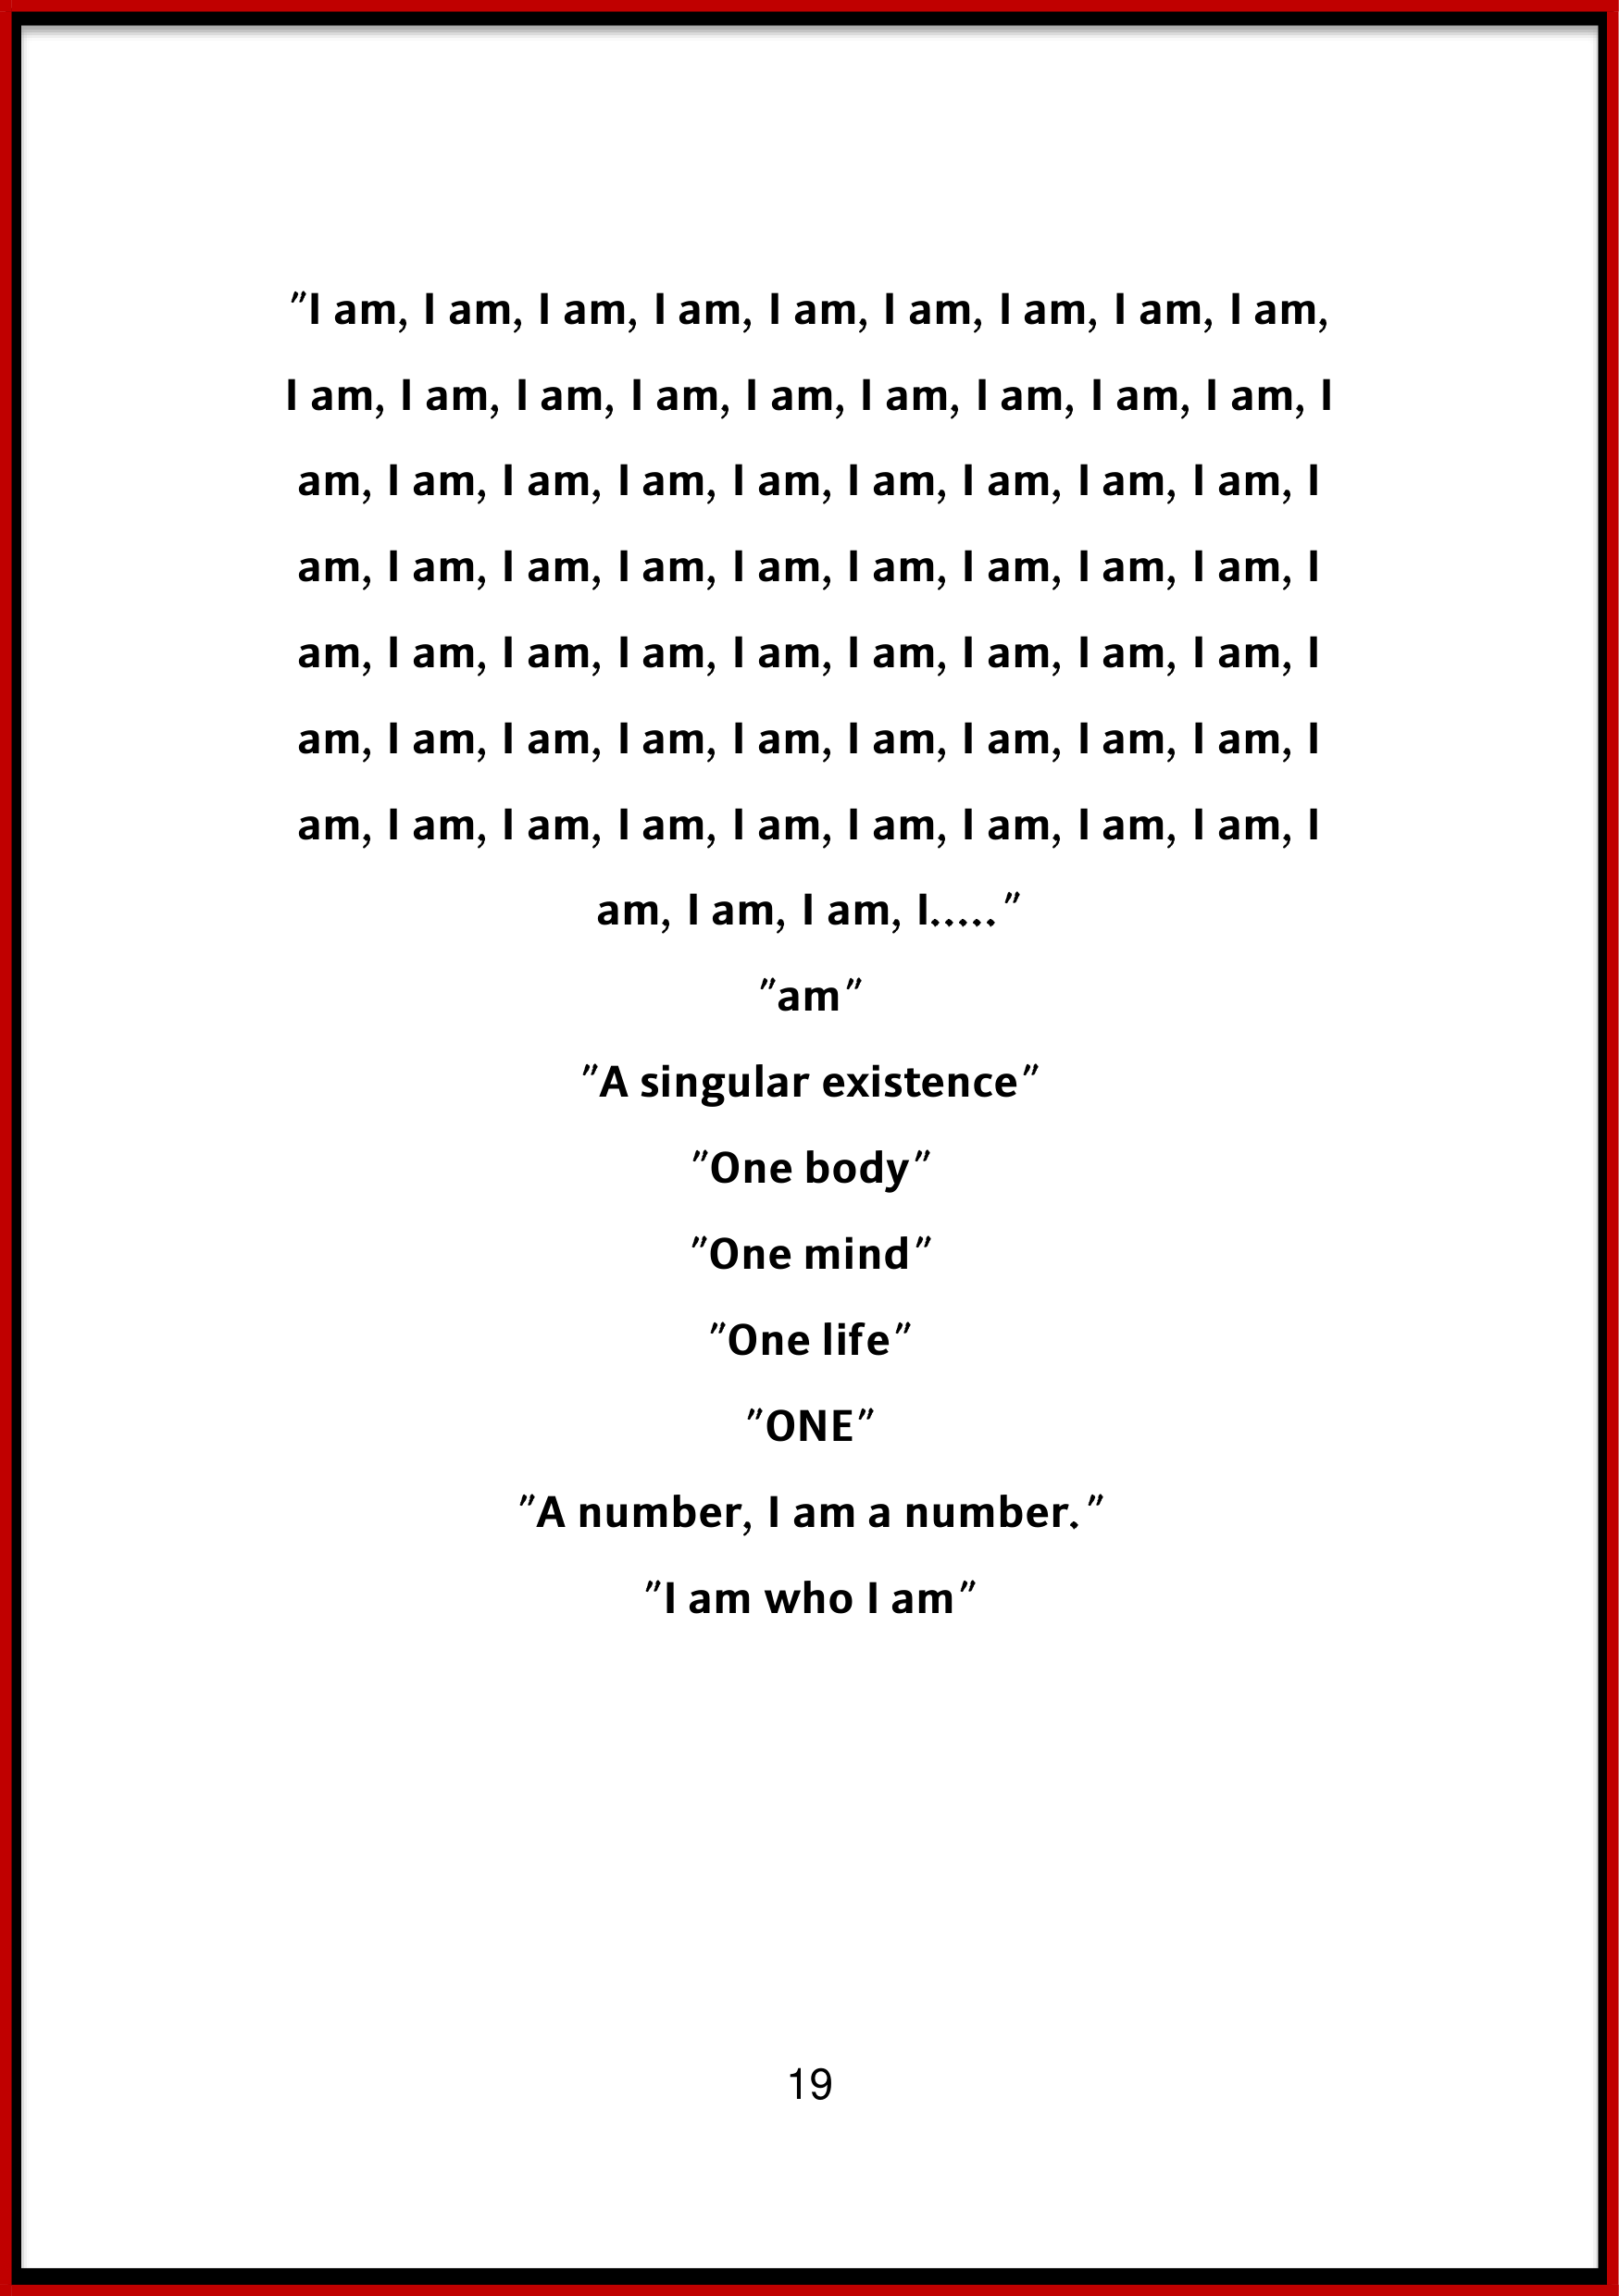 "I am, I am, I am, I am, I am, I am, I am, I am, I am,
I am, I am, I am, I am, I am, I am, I am, I am, I am, I
am, I am, I am, I am, I am, I am, I am, I am, I am, I
am, I am, I am, I am, I am, I am, I am, I am, I am, I
am, I am, I am, I am, I am, I am, I am, I am, I am, I
am, I am, I am, I am, I am, I am, I am, I am, I am, I
am, I am, I am, I am, I am, I am, I am, I am, I am, I
am, I am, I am, I....."
"am"
"A singular existence"
"One body"
"One mind"
"One life"
"ONE"
"A number, I am a number."
"I am who I am"
19